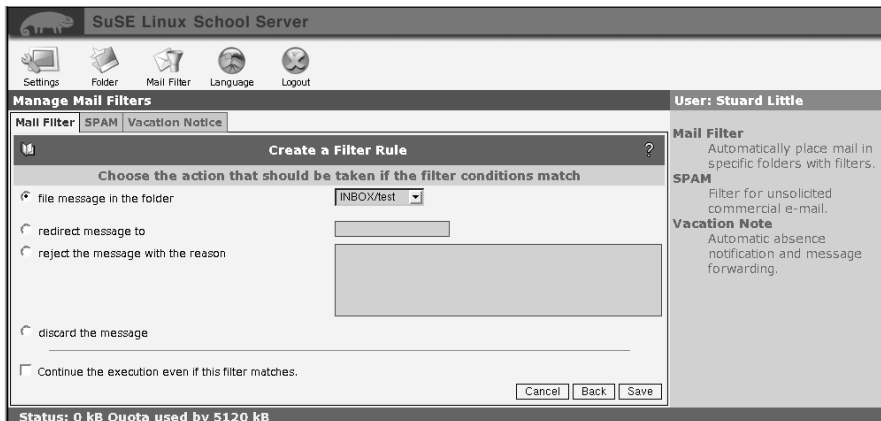 SuSE Linux School Server
Settings Folder Mail Filter Language Logout
Manage Mail Filters
User: Stuard Little
Mail Filter SPAM Vacation Notice
Create a Filter Rule ?
Choose the action that should be taken if the filter conditions match
file message in the folder INBOX/test
redirect message to
reject the message with the reason
discard the message
Continue the execution even if this filter matches.
Cancel Back Save
Mail Filter
Automatically place mail in
specific folders with filters.
SPAM
Filter for unsolicited
commercial e-mail.
Vacation Note
Automatic absence
notification and message
forwarding.
Status: 0 kB Quota used by 5120 kB